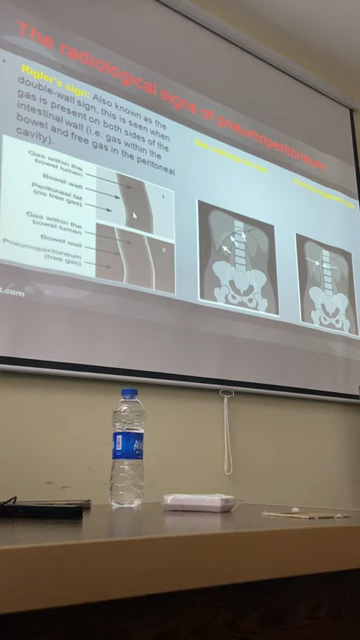 The radiological signs of pneumoperitoneum
Rigler's sign: Also known as the
double-wall sign, this is seen when
gas is present on both sides of the
intestinal wall (i.e. gas within the
bowel and free gas in the peritoneal
cavity).
Gas within the
bowel lumen
Bowel wall
Peritoneal fat
(no free gas)
Gas within the
bowel lumen
Bowel wall
Pneumoperitoneum
(free gas)
t.com